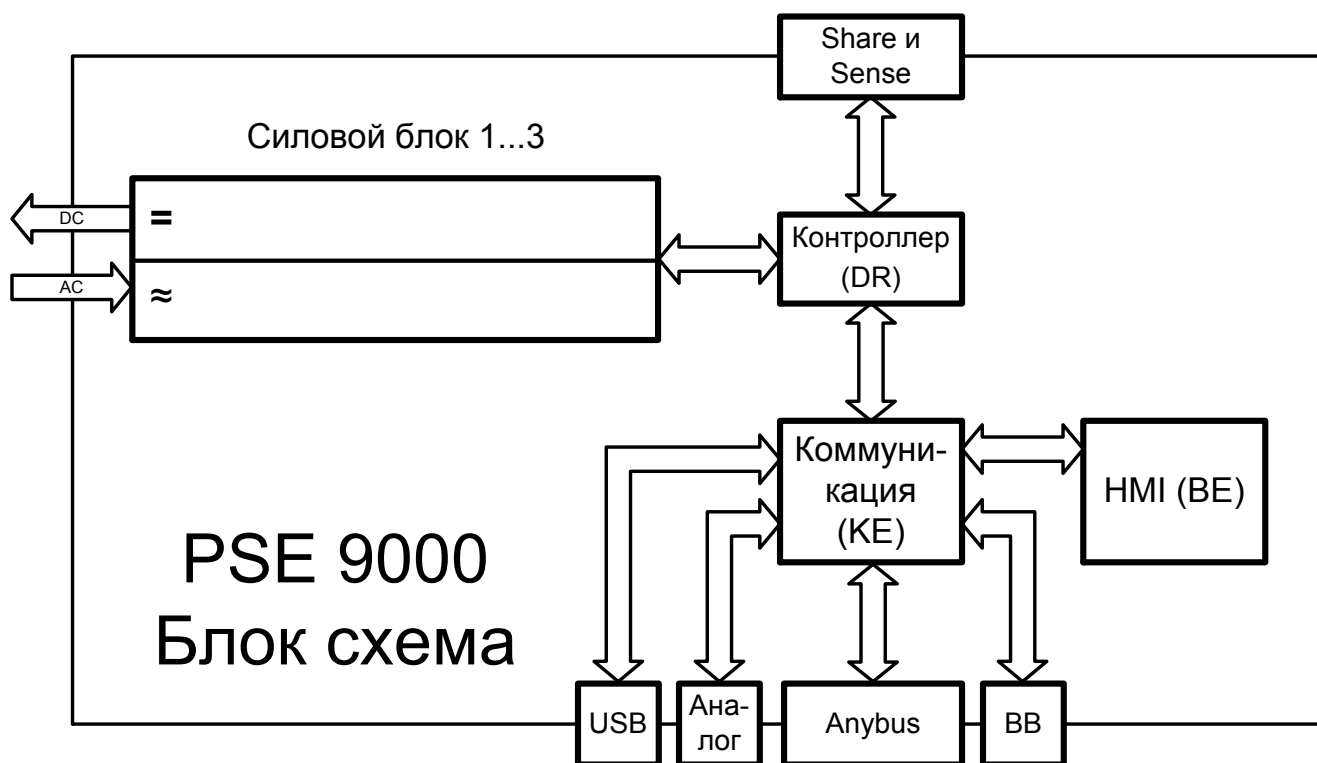 Share и
Sense
Силовой блок 1...3
DC
=
AC
≈
Контроллер
(DR)
Коммуни-
кация
(KE)
HMI (BE)
PSE 9000
Блок схема
USB
Ана-
лог
Anybus
BB